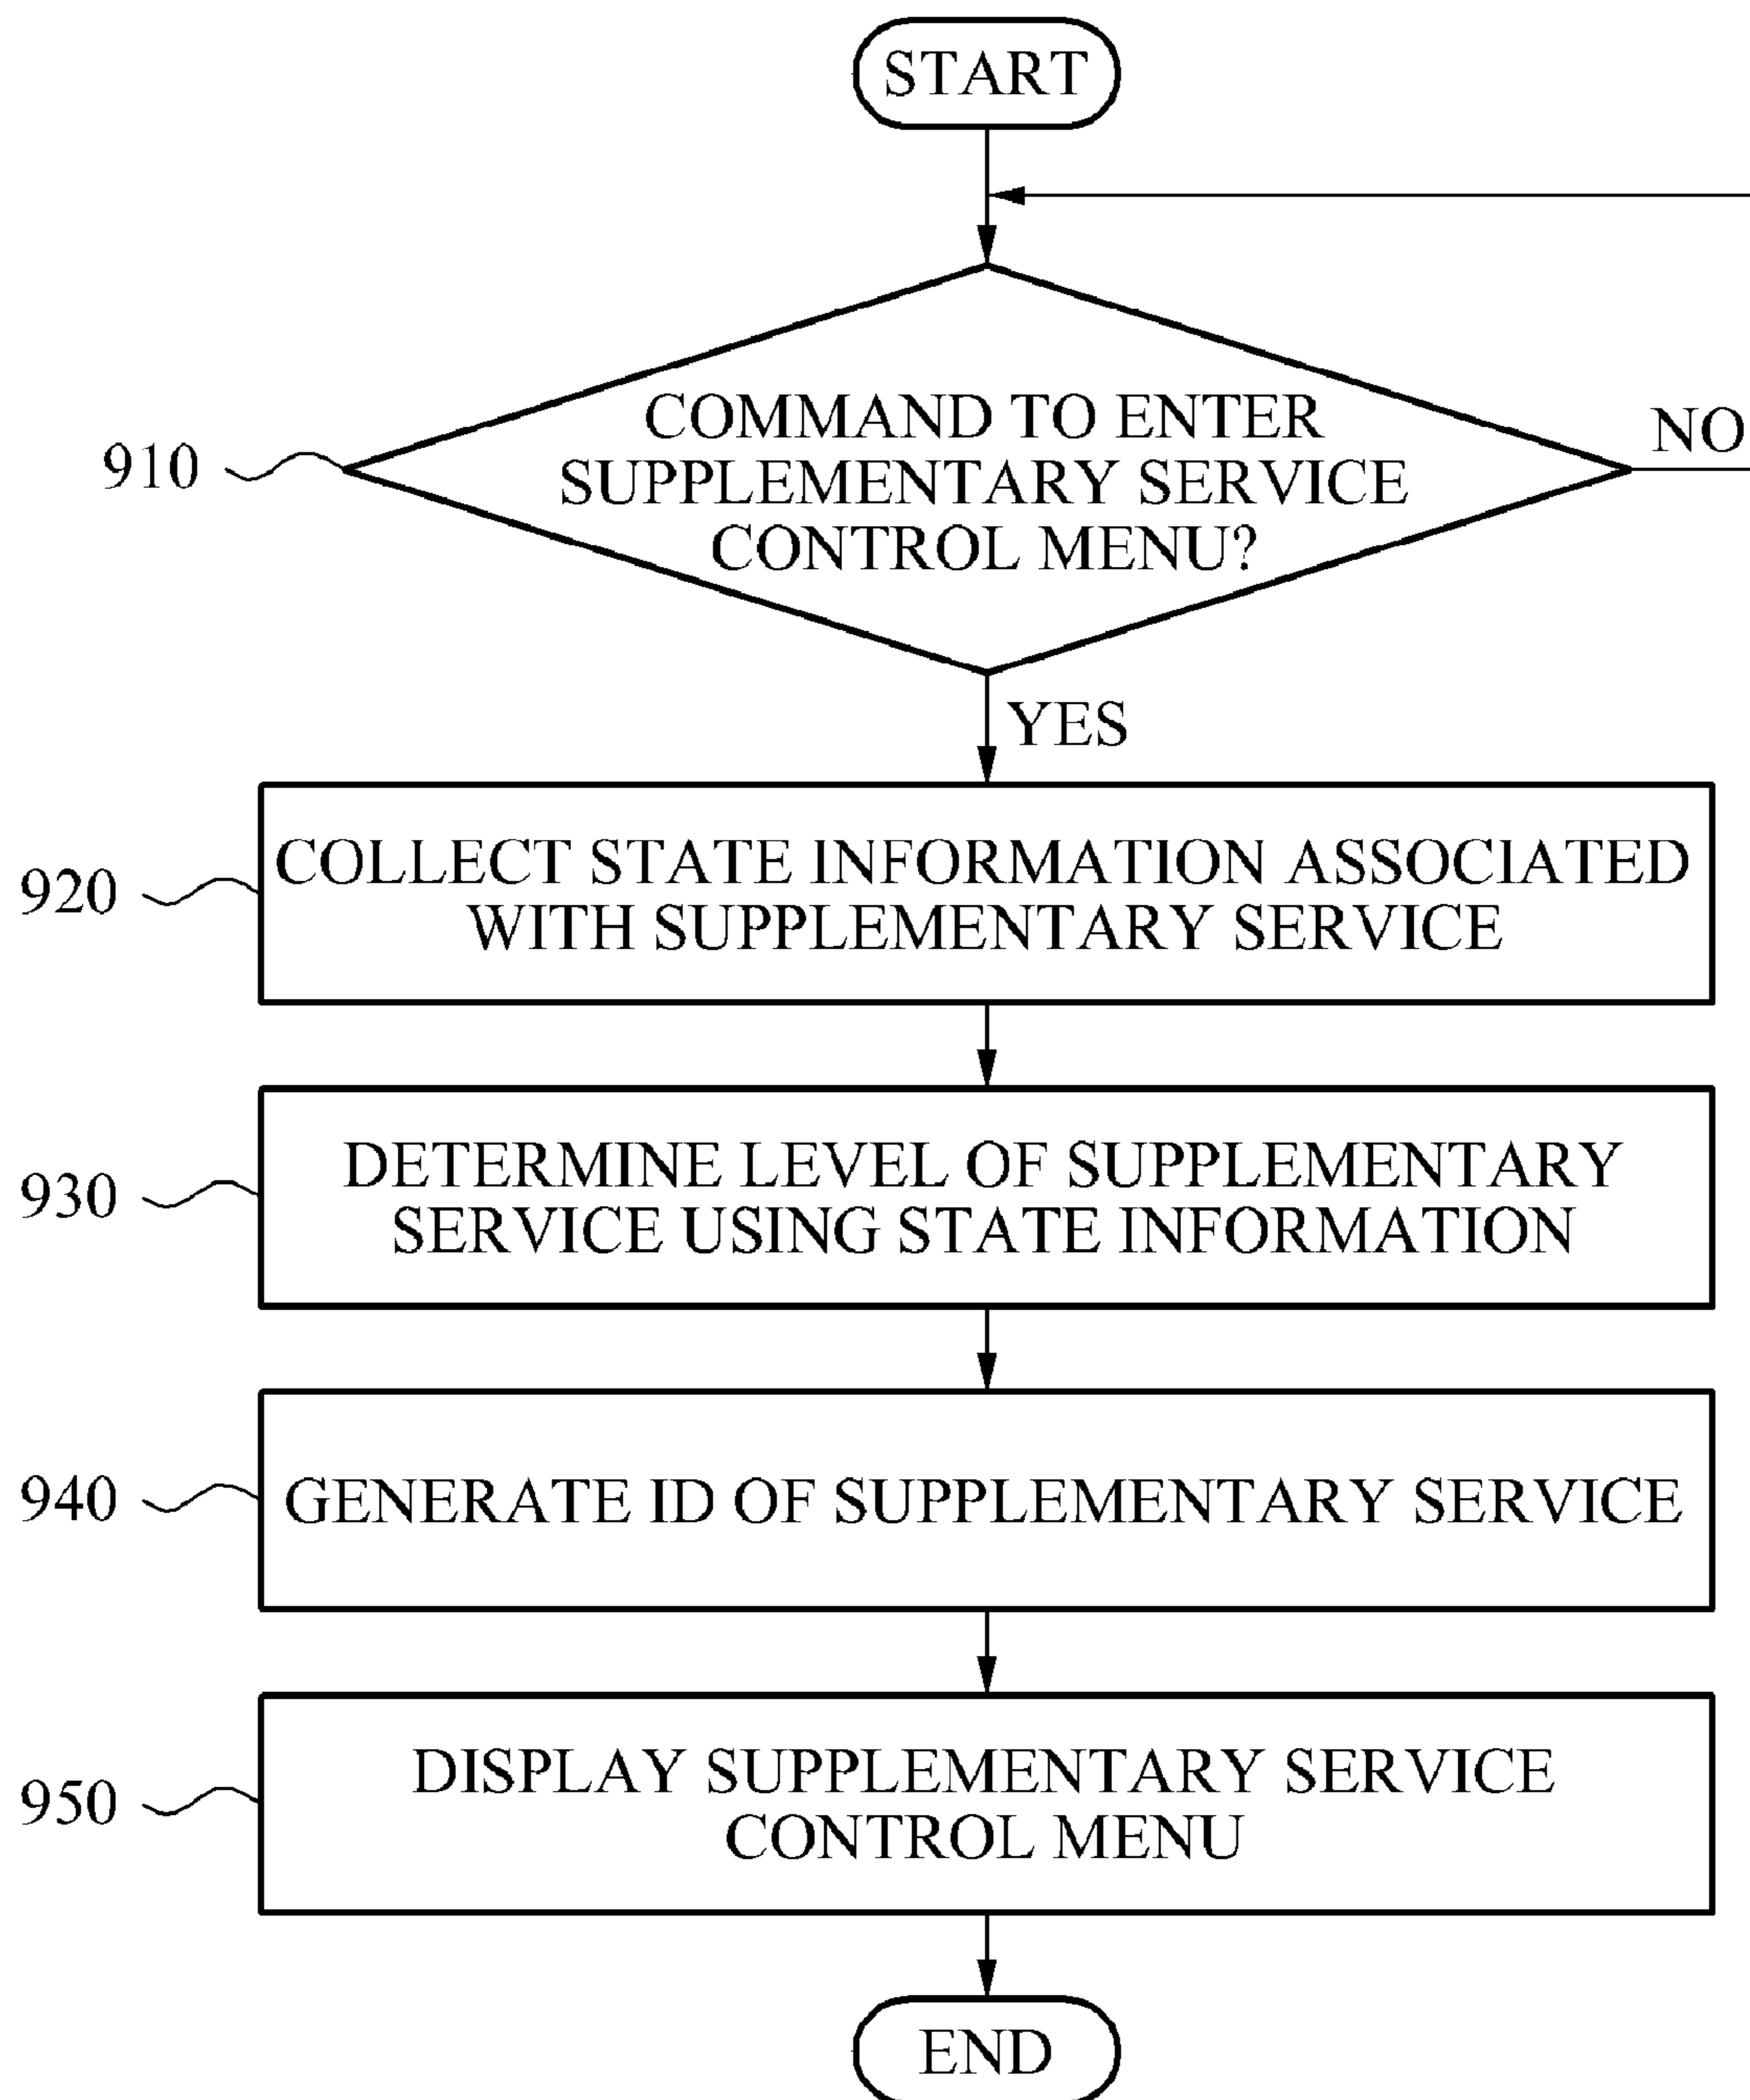 START
COMMAND TO ENTER
SUPPLEMENTARY SERVICE
CONTROL MENU?
910
NO
YES
COLLECT STATE INFORMATION ASSOCIATED
WITH SUPPLEMENTARY SERVICE
920
DETERMINE LEVEL OF SUPPLEMENTARY
SERVICE USING STATE INFORMATION
930
GENERATE ID OF SUPPLEMENTARY SERVICE
940
DISPLAY SUPPLEMENTARY SERVICE
CONTROL MENU
950
END